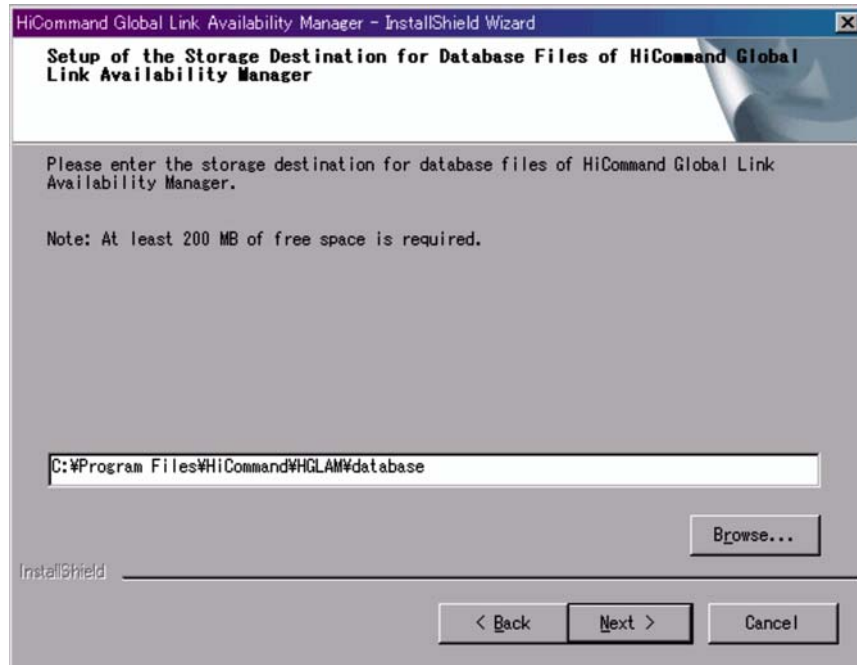 HiCommand Global Link Availability Manager - InstallShield Wizard
Setup of the Storage Destination for Database Files of HiCommand Global
Link Availability Manager
Please enter the storage destination for database files of HiCommand Global Link
Availability Manager.
Note: At least 200 MB of free space is required.
C:¥Program Files¥HiCommand¥HGLAM¥database
Browse...
InstallShield
< Back
Next >
Cancel